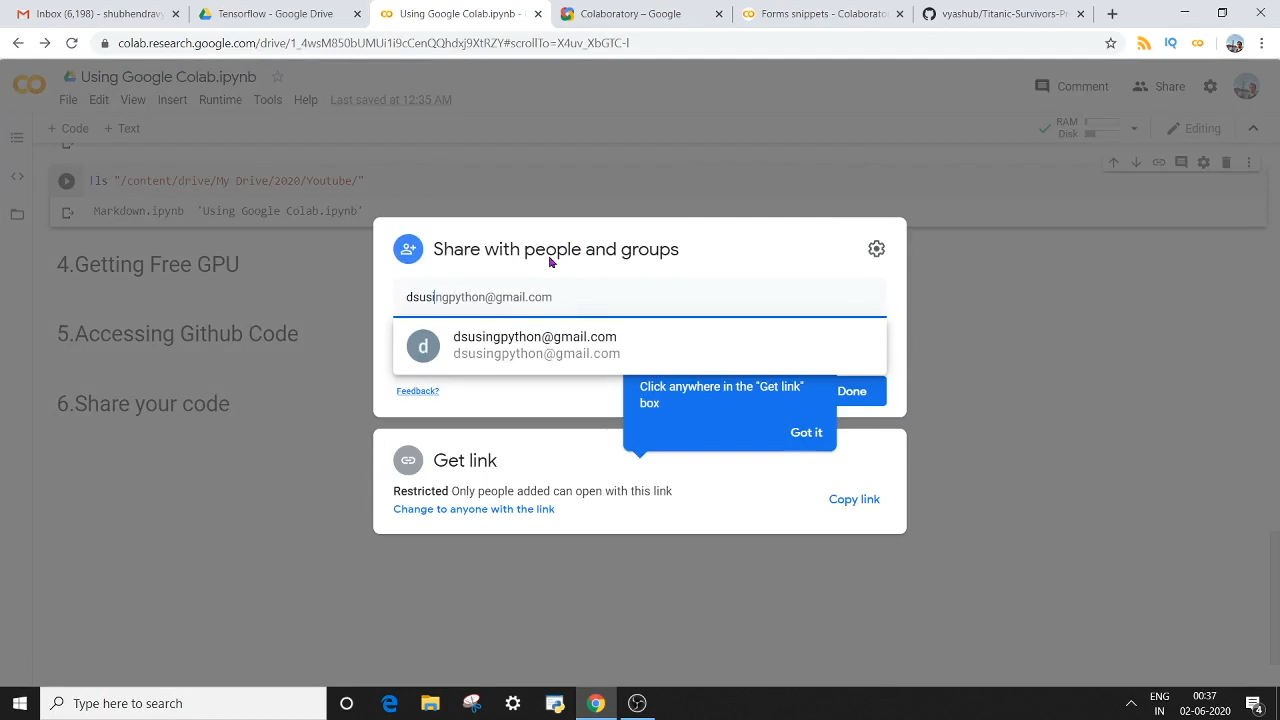 Inbox (6,198) - shubhendravy
Tensorflow - Google Drive
Using Google Colab.ipynb -
Colaboratory – Google
Forms snippets - Colaborator
vyashub/Titanic-Survivors-Pr
colab.research.google.com/drive/1_4wsM850bUMUi1i9cCenQQhdxj9XtRZY#scrollTo=X4uv_XbGTC-I
IQ
Using Google Colab.ipynb
Comment
Share
File Edit View Insert Runtime Tools Help Last saved at 12:35 AM
+ Code + Text
RAM
Disk
Editing
!ls "/content/drive/My Drive/2020/Youtube/"
Markdown.ipynb 'Using Google Colab.ipynb'
4.Getting Free GPU
5.Accessing Github Code
6.Share your code
Share with people and groups
dsusingpython@gmail.com
d
dsusingpython@gmail.com
dsusingpython@gmail.com
Feedback?
Click anywhere in the "Get link"
box
Got it
Done
Get link
Restricted Only people added can open with this link
Change to anyone with the link
Copy link
Type here to search
ENG
IN
00:37
02-06-2020
4